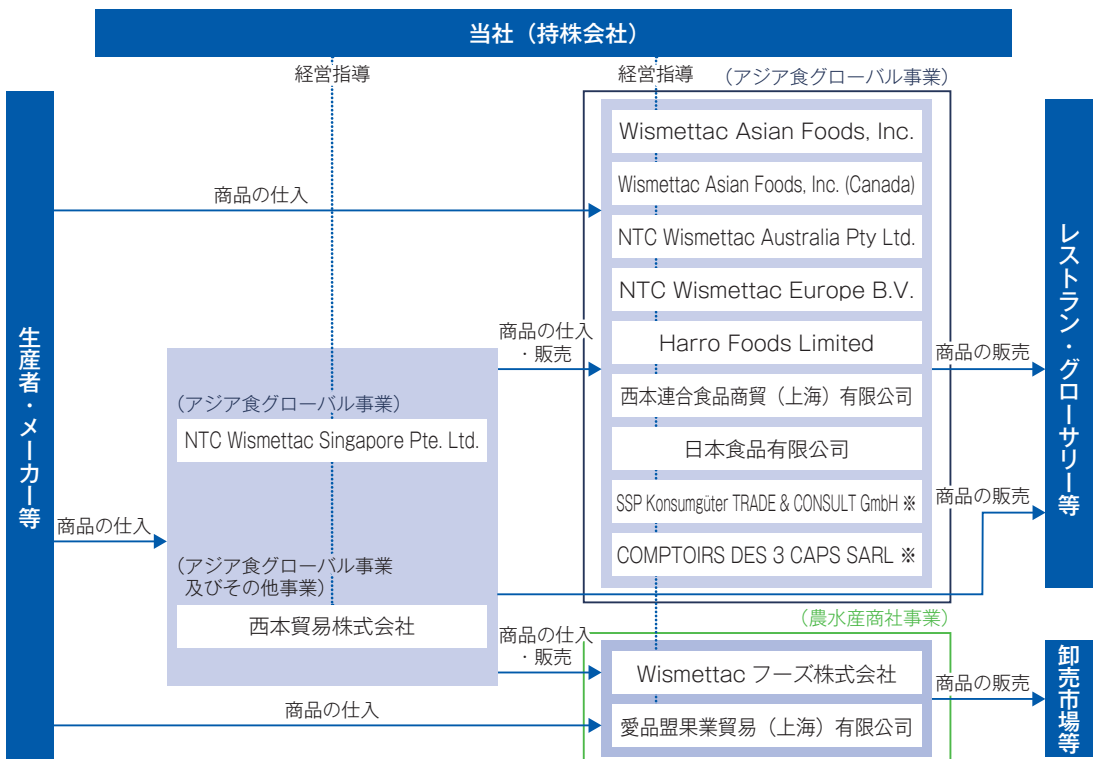 当社（持株会社）
経営指導
経営指導
（アジア食グローバル事業）
生産者・メーカー等
商品の仕入
Wismettac Asian Foods, Inc.
Wismettac Asian Foods, Inc. (Canada)
NTC Wismettac Australia Pty Ltd.
NTC Wismettac Europe B.V.
Harro Foods Limited
西本連合食品商貿（上海）有限公司
日本食品有限公司
SSP Konsumgüter TRADE & CONSULT GmbH ※
COMPTOIRS DES 3 CAPS SARL ※
商品の仕入
・販売
（アジア食グローバル事業）
NTC Wismettac Singapore Pte. Ltd.
商品の仕入
（アジア食グローバル事業
及びその他事業）
西本貿易株式会社
商品の販売
商品の販売
レストラン・グローサリー等
（農水産商社事業）
商品の仕入
・販売
商品の仕入
Wismettac フーズ株式会社
愛品盟果業貿易（上海）有限公司
商品の販売
卸売市場等